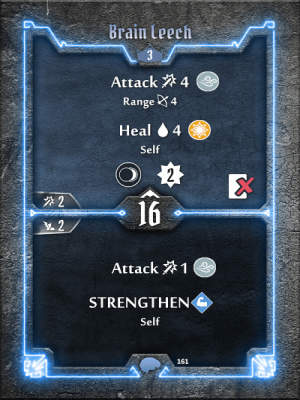 Brain Leech
3
Attack 4
Range 4
Heal 4
Self
2
2
16
2
Attack 1
STRENGTHEN
Self
161